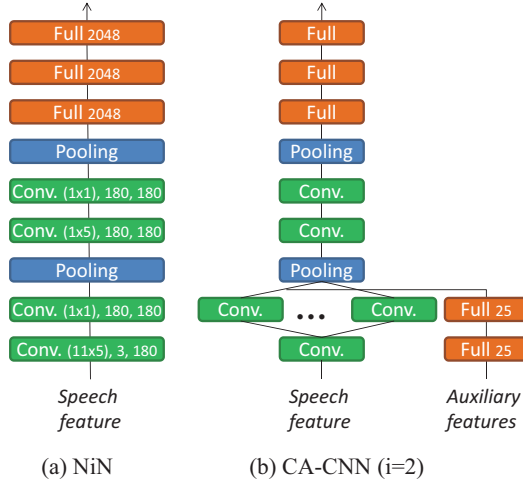 Full 2048
Full 2048
Full 2048
Pooling
Conv. (1x1), 180, 180
Conv. (1x5), 180, 180
Pooling
Conv. (1x1), 180, 180
Conv. (11x5), 3, 180
Speech
feature
(a) NiN
Full
Full
Full
Pooling
Conv.
Conv.
Pooling
Conv. ... Conv. Full 25
Conv. Full 25
Speech
feature
Auxiliary
features
(b) CA-CNN (i=2)